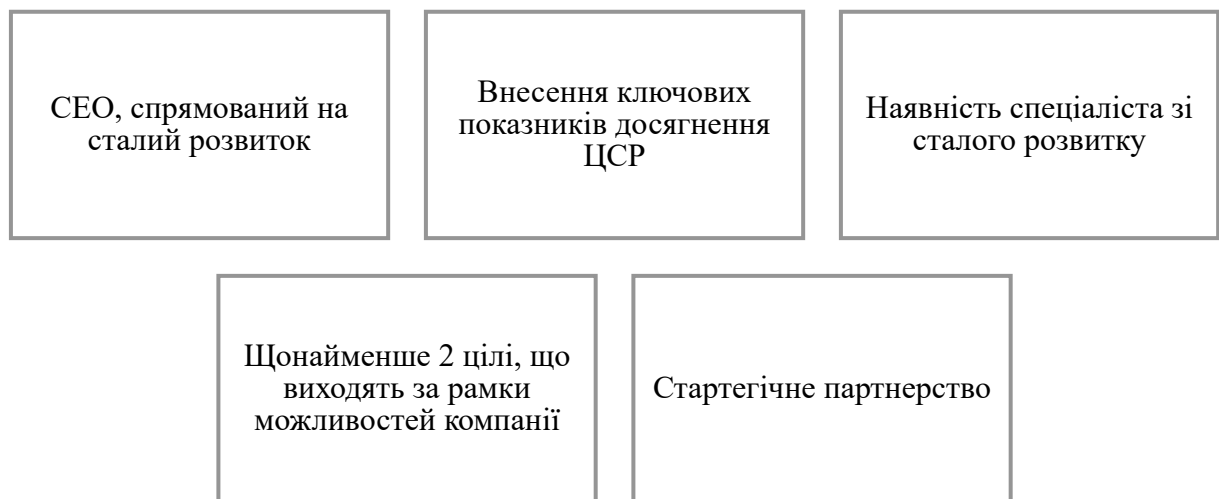 CEO, спрямований на
сталий розвиток
Внесення ключових
показників досягнення
ЦСР
Наявність спеціаліста зі
сталого розвитку
Щонайменше 2 цілі, що
виходять за рамки
можливостей компанії
Стартегічне партнерство